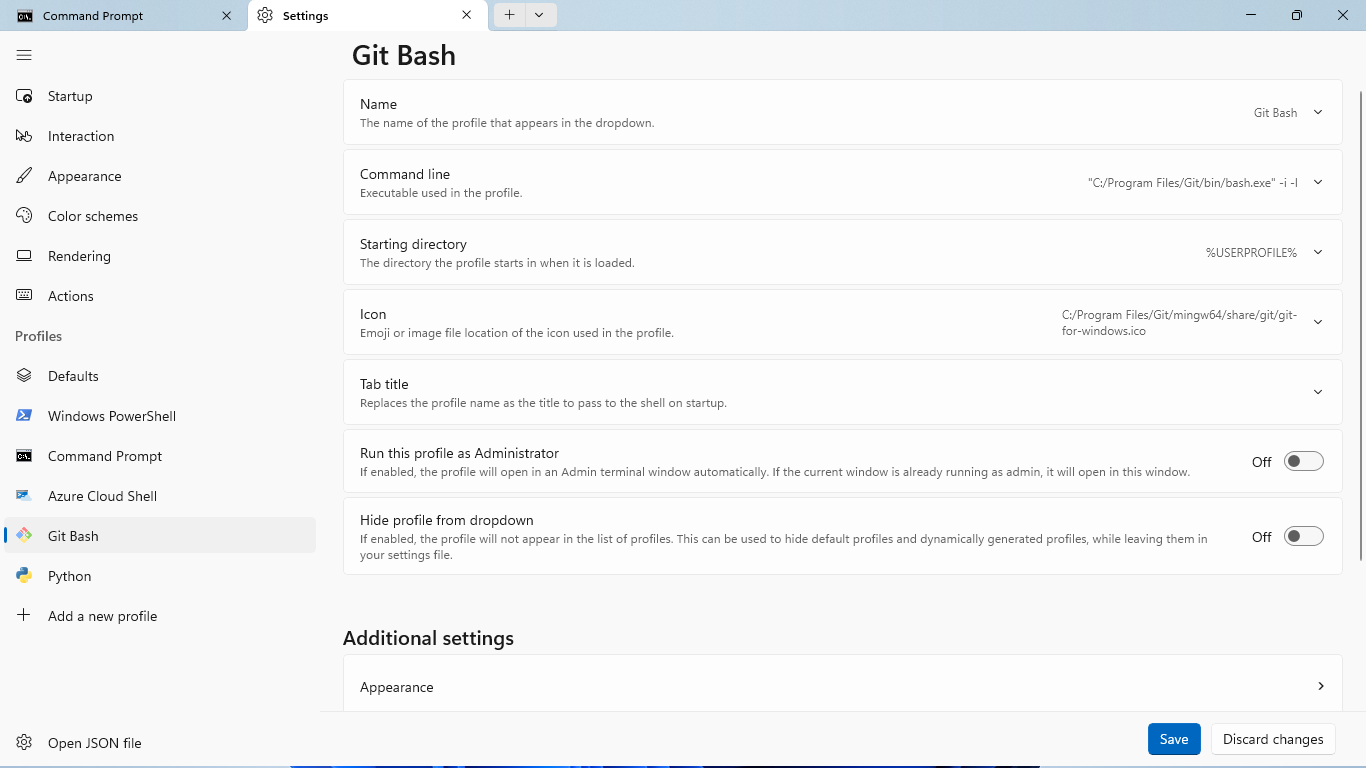 Command Prompt
Settings
Git Bash
Startup
Interaction
Appearance
Color schemes
Rendering
Actions
Profiles
Defaults
Windows PowerShell
Command Prompt
Azure Cloud Shell
Git Bash
Python
Add a new profile
Open JSON file
Name
The name of the profile that appears in the dropdown.
Git Bash
Command line
Executable used in the profile.
"C:/Program Files/Git/bin/bash.exe" -i -l
Starting directory
The directory the profile starts in when it is loaded.
%USERPROFILE%
Icon
Emoji or image file location of the icon used in the profile.
C:/Program Files/Git/mingw64/share/git/git-
for-windows.ico
Tab title
Replaces the profile name as the title to pass to the shell on startup.
Run this profile as Administrator
If enabled, the profile will open in an Admin terminal window automatically. If the current window is already running as admin, it will open in this window.
Off
Hide profile from dropdown
If enabled, the profile will not appear in the list of profiles. This can be used to hide default profiles and dynamically generated profiles, while leaving them in
your settings file.
Off
Additional settings
Appearance
Save
Discard changes